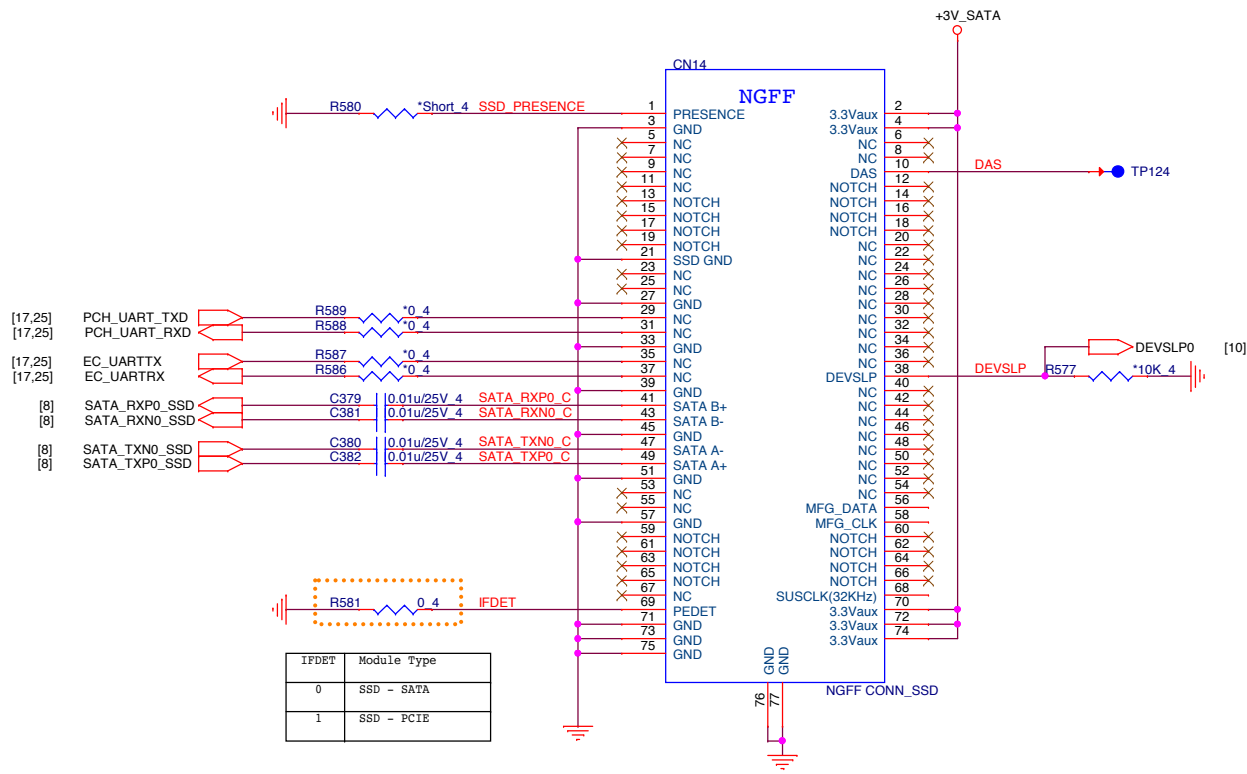 +3V_SATA
CN14
NGFF
R580 *Short_4 SSD_PRESENCE 1 PRESENCE 3.3Vaux 2
3 GND 3.3Vaux 4
5 NC NC 6
7 NC NC 8
9 NC DAS 10 DAS TP124
11 NC NOTCH 12
13 NOTCH NOTCH 14
15 NOTCH NOTCH 16
17 NOTCH NOTCH 18
19 NOTCH NC 20
21 SSD GND NC 22
23 NC NC 24
25 NC NC 26
27 GND NC 28
[17,25] PCH_UART_TXD R589 *0_4 29 NC NC 30
[17,25] PCH_UART_RXD R588 *0_4 31 NC NC 32
33 GND NC 34
DEVSLP0 [10]
[17,25] EC_UARTTX R587 *0_4 35 NC NC 36
[17,25] EC_UARTRX R586 *0_4 37 NC DEVSLP 38 DEVSLP R577 *10K_4
39 GND NC 40
[8] SATA_RXP0_SSD C379 0.01u/25V_4 SATA_RXP0_C 41 SATA B+ NC 42
[8] SATA_RXN0_SSD C381 0.01u/25V_4 SATA_RXN0_C 43 SATA B- NC 44
45 GND NC 46
[8] SATA_TXN0_SSD C380 0.01u/25V_4 SATA_TXN0_C 47 SATA A- NC 48
[8] SATA_TXP0_SSD C382 0.01u/25V_4 SATA_TXP0_C 49 SATA A+ NC 50
51 GND NC 52
53 NC NC 54
55 NC MFG_DATA 56
57 GND MFG_CLK 58
59 NOTCH NOTCH 60
61 NOTCH NOTCH 62
63 NOTCH NOTCH 64
65 NOTCH NOTCH 66
67 NC SUSCLK(32KHz) 68
R581 0_4 IFDET 69 PEDET 3.3Vaux 70
71 GND 3.3Vaux 72
73 GND 3.3Vaux 74
75 GND
GND GND
76 77
NGFF CONN_SSD
IFDET Module Type
0 SSD - SATA
1 SSD - PCIE